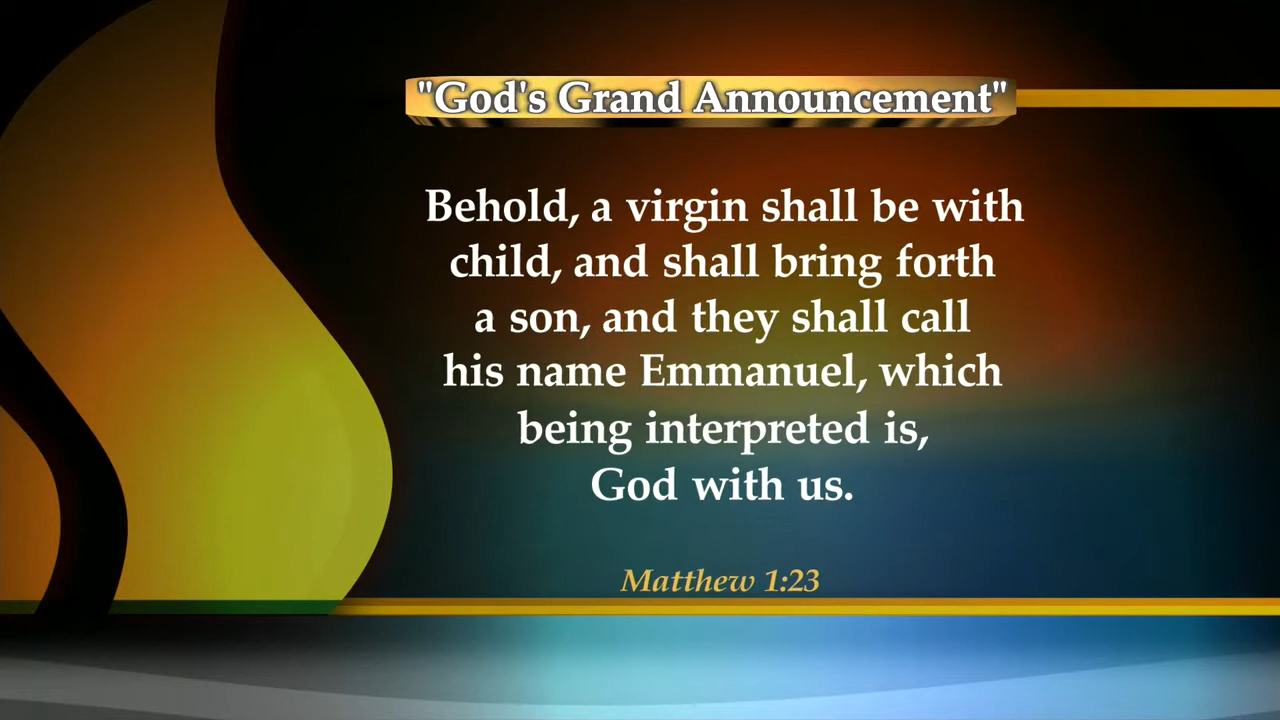 "God's Grand Announcement"
Behold, a virgin shall be with
child, and shall bring forth
a son, and they shall call
his name Emmanuel, which
being interpreted is,
God with us.
Matthew 1:23